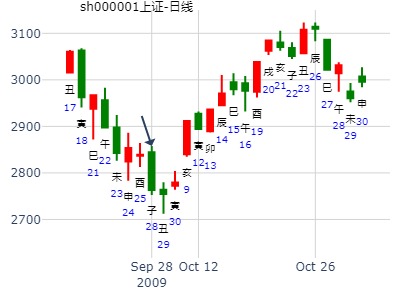 sh000001上证-日线
3100
3000
2900
2800
2700
丑
17
寅
18
巳
21
午
22
未
23
申
24
酉
25
子
28
丑
29
寅
30
亥
9
寅
12
卯
13
辰
14
巳
15
午
16
酉
19
戌
20
亥
21
子
22
丑
23
辰
26
巳
27
午
28
未
29
申
30
Sep 28
2009
Oct 12
Oct 26